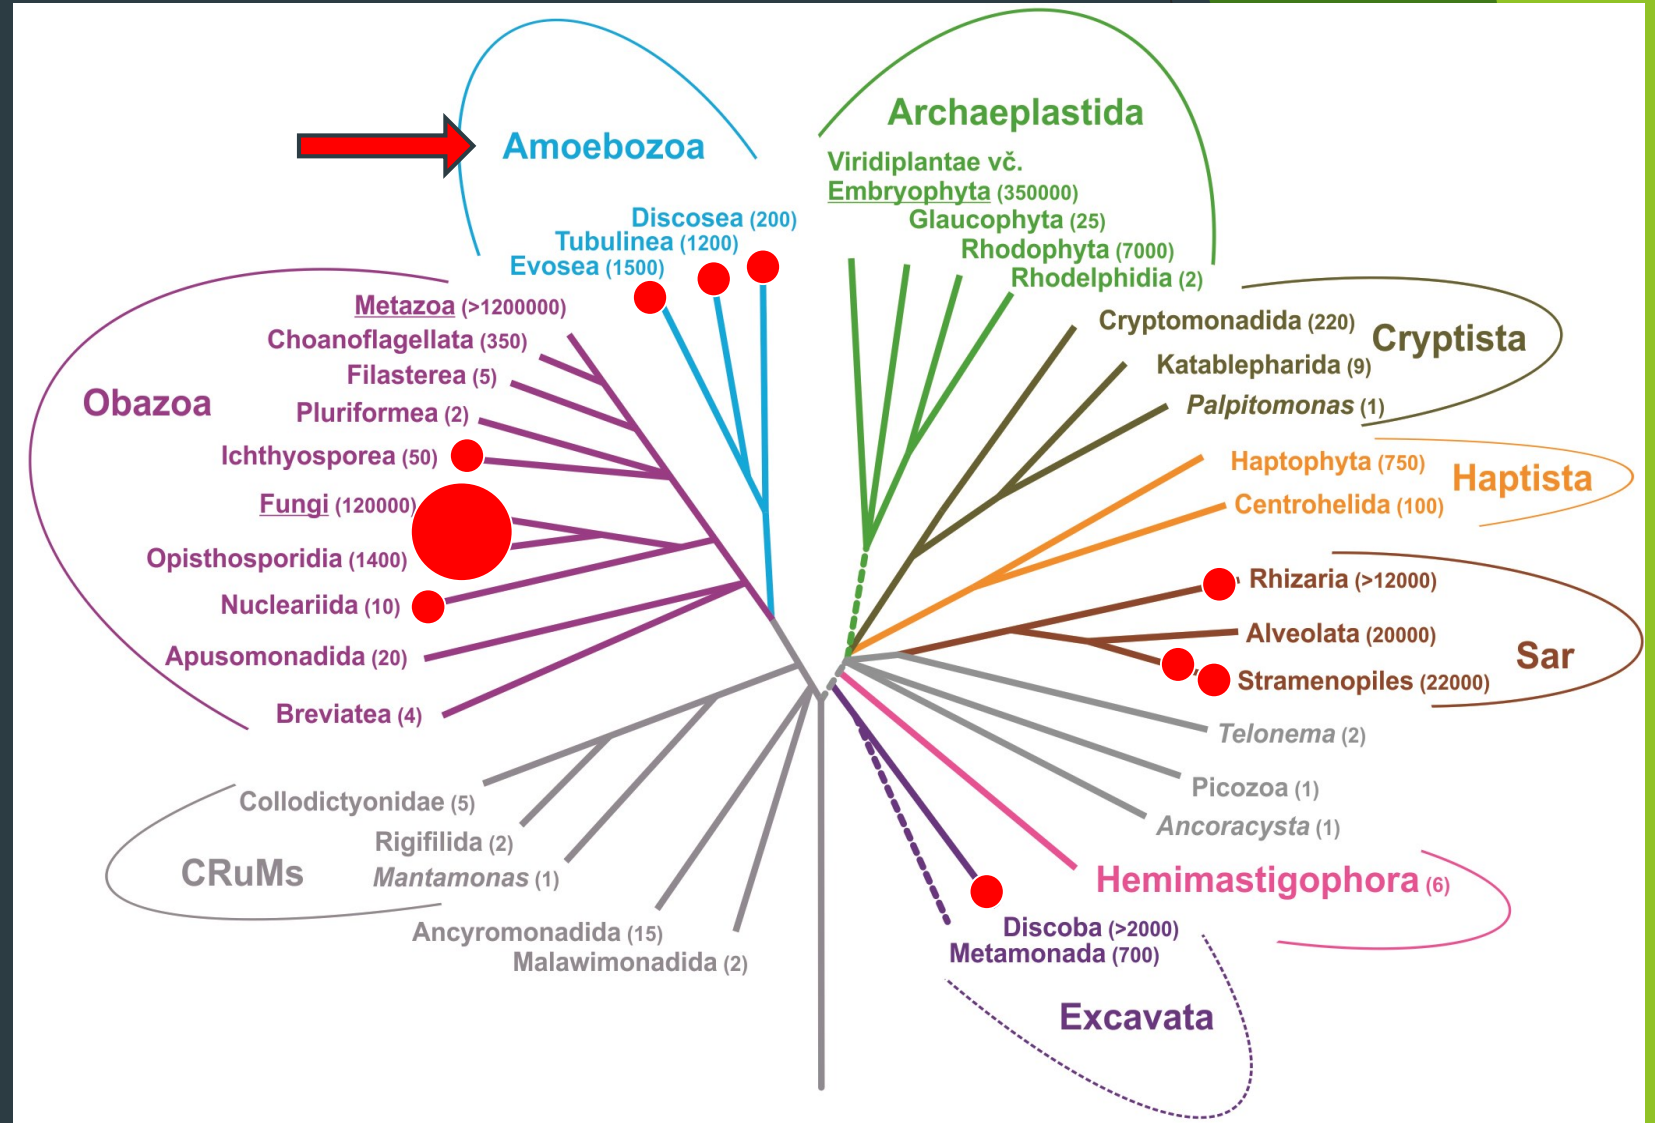 Amoebozoa
Discosea (200)
Tubulinea (1200)
Evosea (1500)
Archaeplastida
Viridiplantae vč.
Embryophyta (350000)
Glaucophyta (25)
Rhodophyta (7000)
Rhodelphidia (2)
Obazoa
Metazoa (>1200000)
Choanoflagellata (350)
Filasterea (5)
Pluriformea (2)
Ichthyosporea (50)
Fungi (120000)
Opisthosporidia (1400)
Nucleariida (10)
Apusomonadida (20)
Breviatea (4)
Cryptista
Cryptomonadida (220)
Katablepharida (9)
Palpitomonas (1)
Haptista
Haptophyta (750)
Centrohelida (100)
Sar
Rhizaria (>12000)
Alveolata (20000)
Stramenopiles (22000)
Telonema (2)
Picozoa (1)
Ancoracysta (1)
Hemimastigophora (6)
Discoba (>2000)
Metamonada (700)
Excavata
CRuMs
Collodictyonidae (5)
Rigifilida (2)
Mantamonas (1)
Ancyromonadida (15)
Malawimonadida (2)